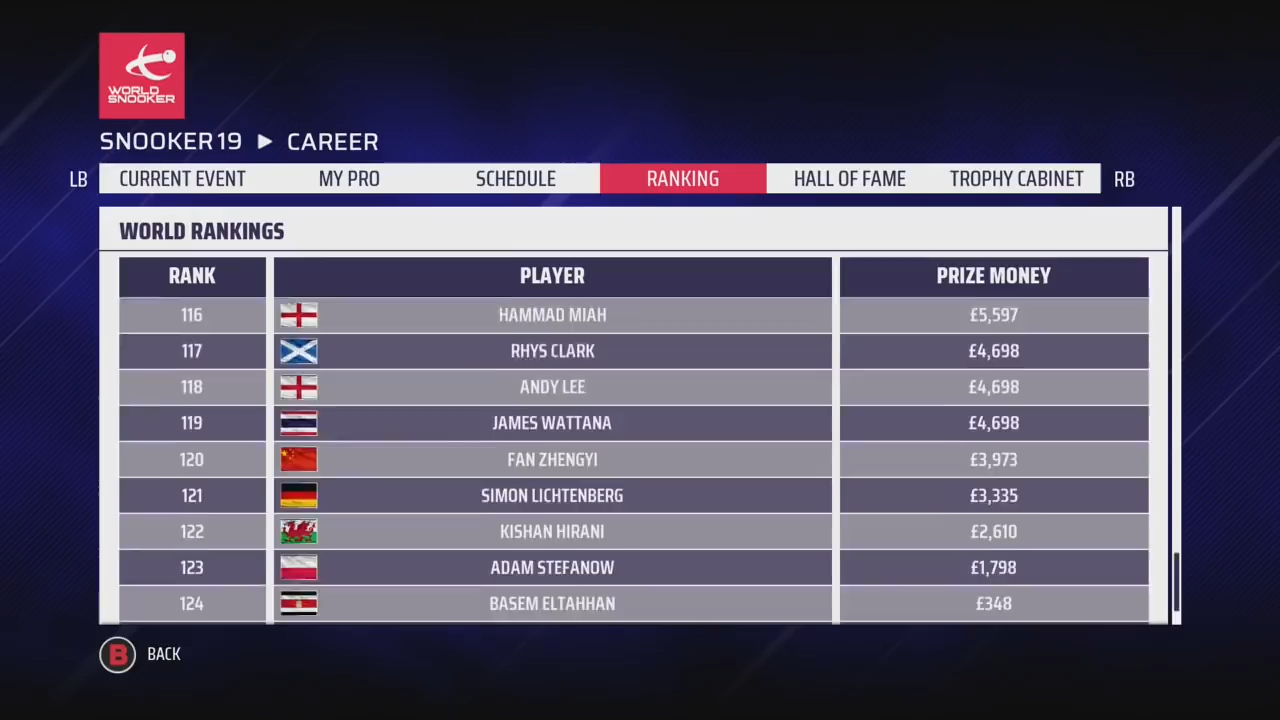 WORLD
SNOOKER
SNOOKER 19 ► CAREER
LB CURRENT EVENT MY PRO SCHEDULE RANKING HALL OF FAME TROPHY CABINET RB
WORLD RANKINGS
RANK PLAYER PRIZE MONEY
116 HAMMAD MIAH £5,597
117 RHYS CLARK £4,698
118 ANDY LEE £4,698
119 JAMES WATTANA £4,698
120 FAN ZHENGYI £3,973
121 SIMON LICHTENBERG £3,335
122 KISHAN HIRANI £2,610
123 ADAM STEFANOW £1,798
124 BASEM ELTAHHAN £348
B BACK